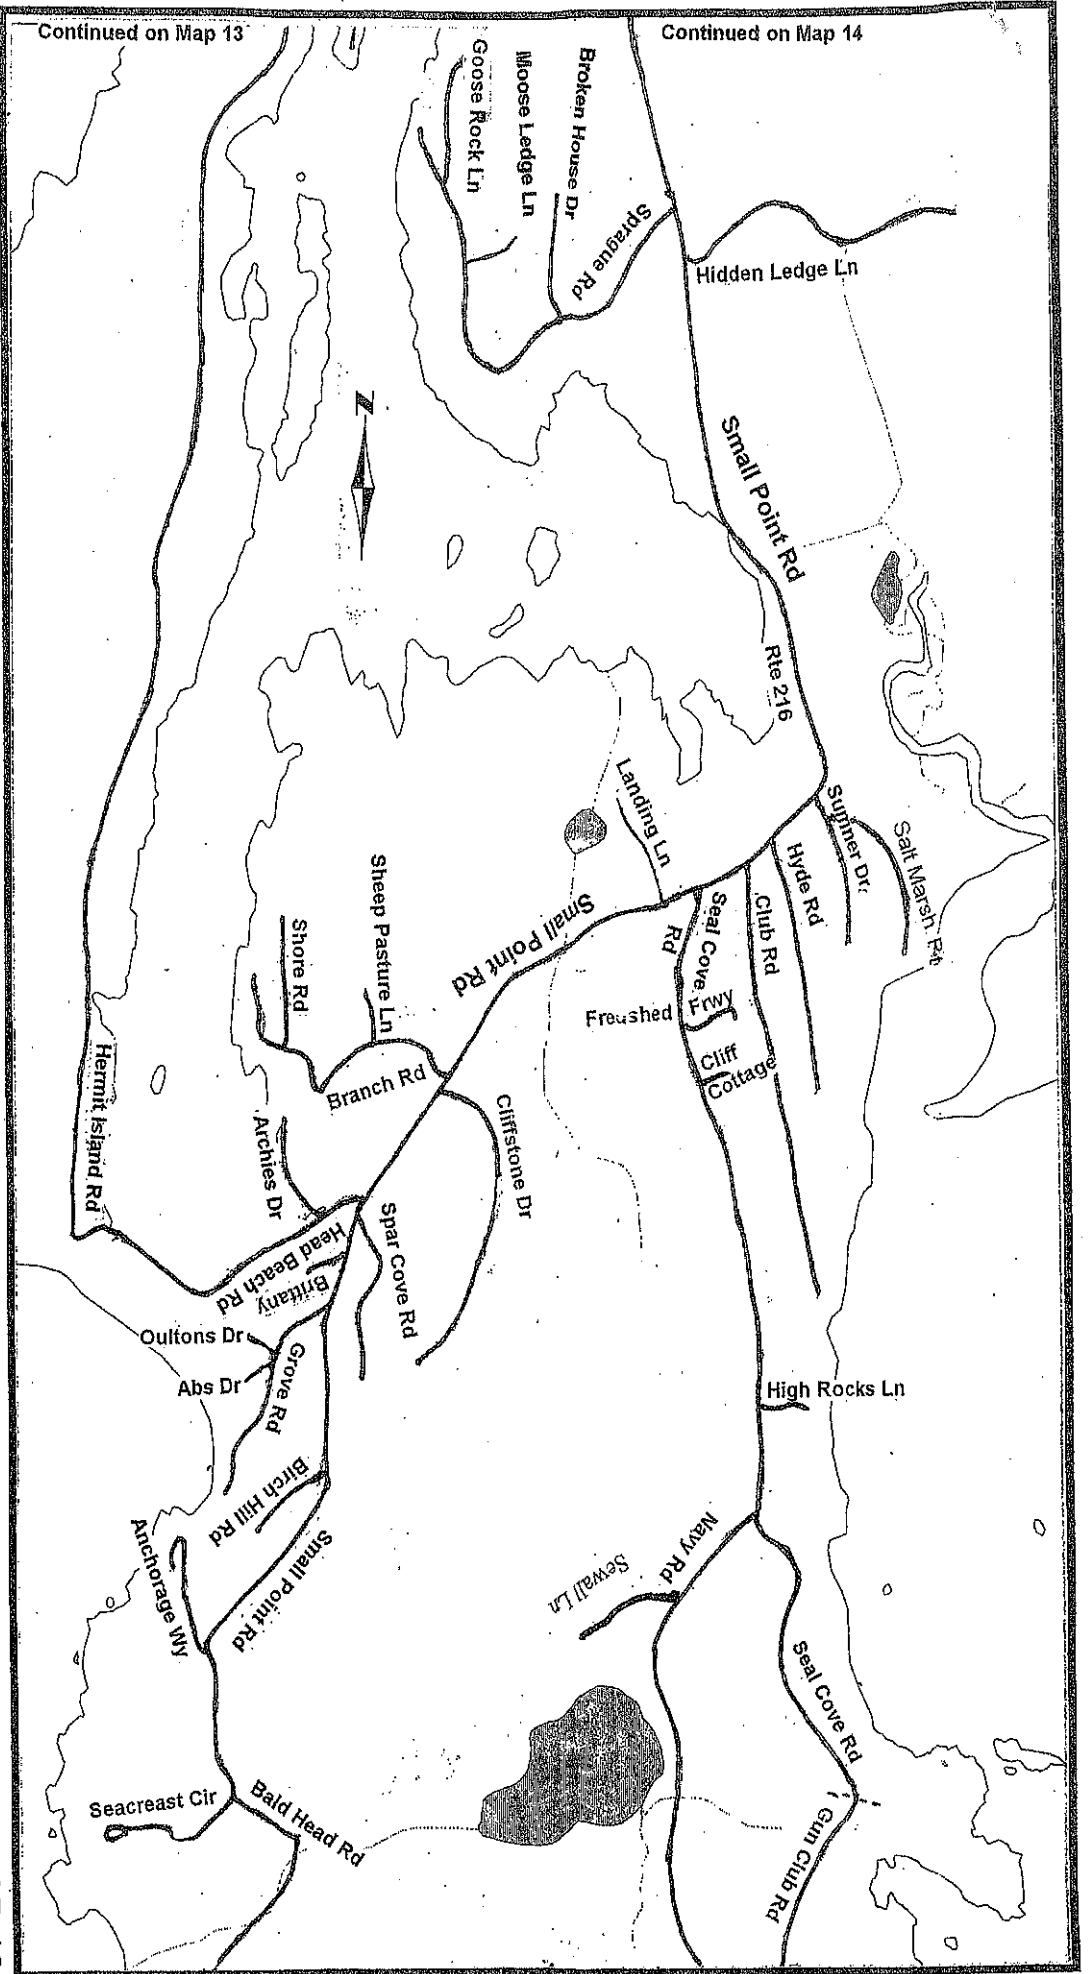 Continued on Map 13
Continued on Map 14
Goose Rock Ln
Moose Ledge Ln
Broken House Dr
Sprague Rd
Hidden Ledge Ln
N
Small Point Rd
Rte 216
Landing Ln
Sumner Dr
Salt Marsh
Hyde Rd
Club Rd
Seal Cove
Rd
Small Point Rd
Sheep Pasture Ln
Shore Rd
Frwy
Cliff
Cottage
Branch Rd
Cliffstone Dr
Hermit Island Rd
Archies Dr
Spar Cove Rd
Head Beach Rd
Brittany
Oultons Dr
Abs Dr
Grove Rd
High Rocks Ln
Birch Hill Rd
Small Point Rd
Anchorage Wy
Navy Rd
Sewall Ln
Seal Cove Rd
Seacreast Cir
Bald Head Rd
Gun Club Rd